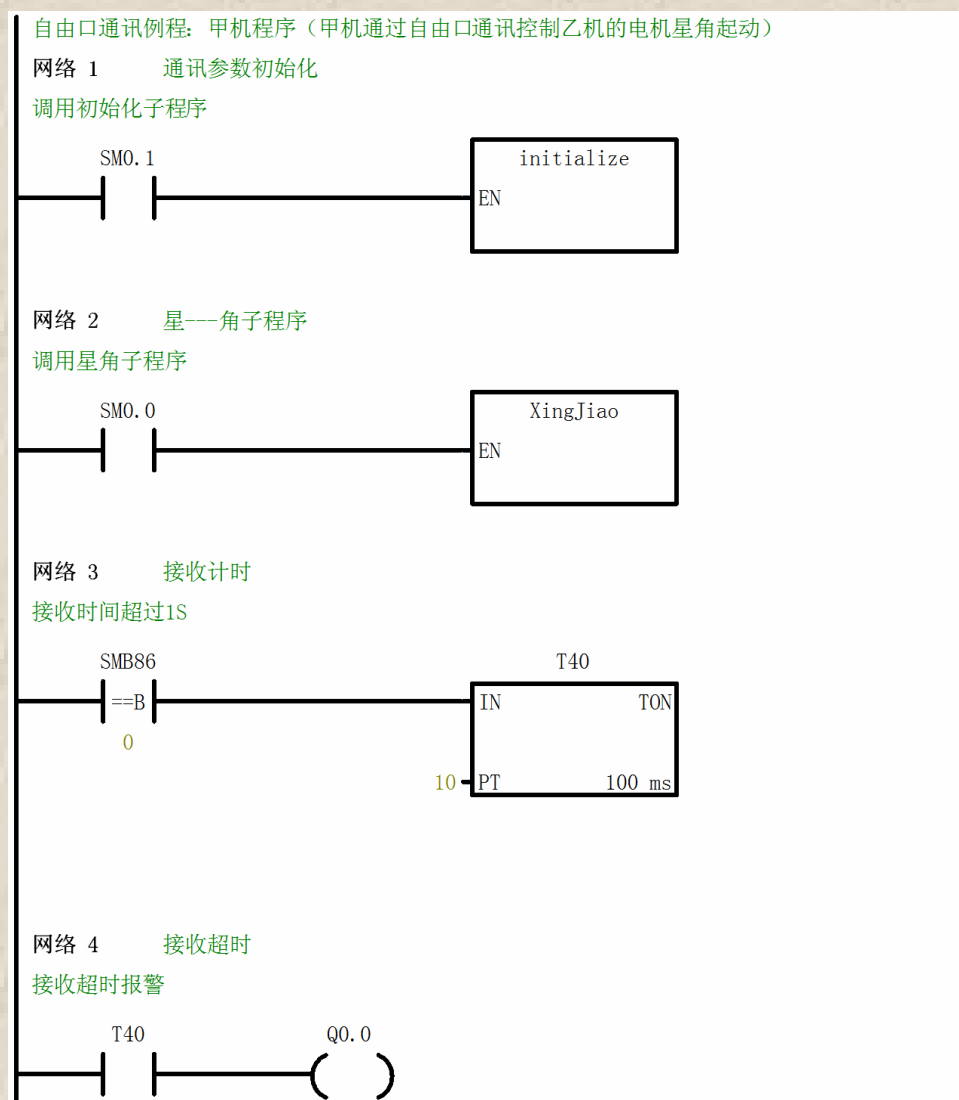 自由口通讯例程: 甲机程序（甲机通过自由口通讯控制乙机的电机星角起动）
网络 1 通讯参数初始化
调用初始化子程序
SM0.1
initialize
EN
网络 2 星---角子程序
调用星角子程序
SM0.0
XingJiao
EN
网络 3 接收计时
接收时间超过1S
SMB86
T40
==B
IN TON
0
10 PT 100 ms
网络 4 接收超时
接收超时报警
T40 Q0.0